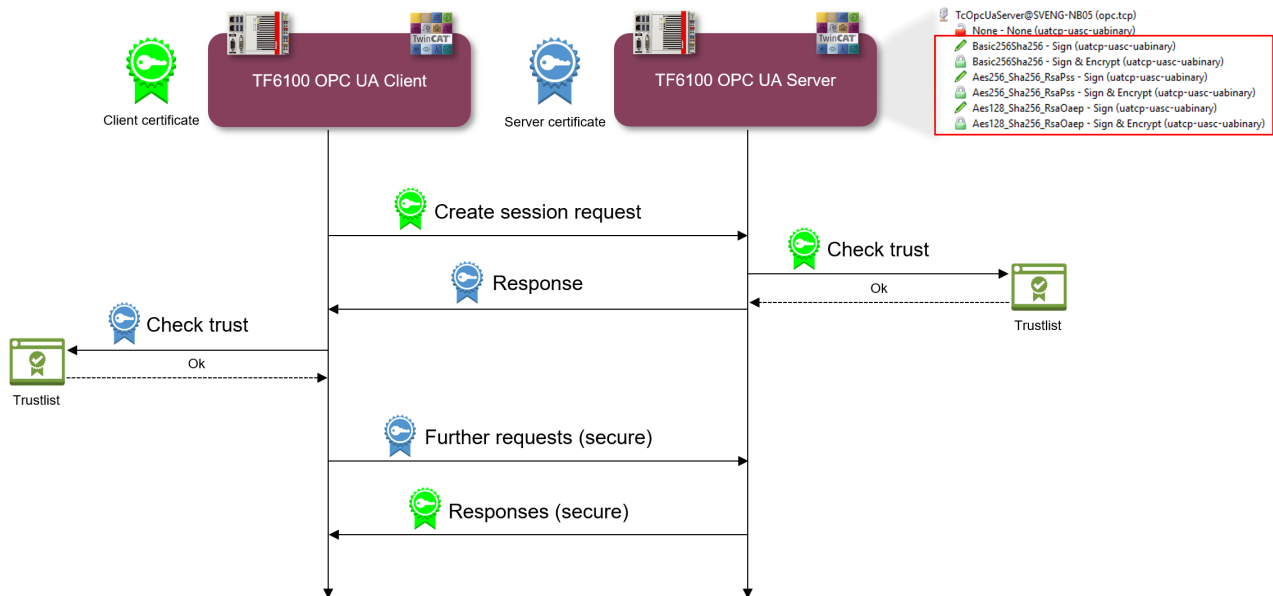 TcOpcUaServer@SVENG-NB05 (opc.tcp)
None - None (uatcp-uasc-uabinary)
Basic256Sha256 - Sign (uatcp-uasc-uabinary)
Basic256Sha256 - Sign & Encrypt (uatcp-uasc-uabinary)
Aes256_Sha256_RsaPss - Sign (uatcp-uasc-uabinary)
Aes256_Sha256_RsaPss - Sign & Encrypt (uatcp-uasc-uabinary)
Aes128_Sha256_RsaOaep - Sign (uatcp-uasc-uabinary)
Aes128_Sha256_RsaOaep - Sign & Encrypt (uatcp-uasc-uabinary)
TwinCAT
TwinCAT
TF6100 OPC UA Client
TF6100 OPC UA Server
Client certificate
Server certificate
Create session request
Check trust
Response
Ok
Check trust
Trustlist
Ok
Trustlist
Further requests (secure)
Responses (secure)